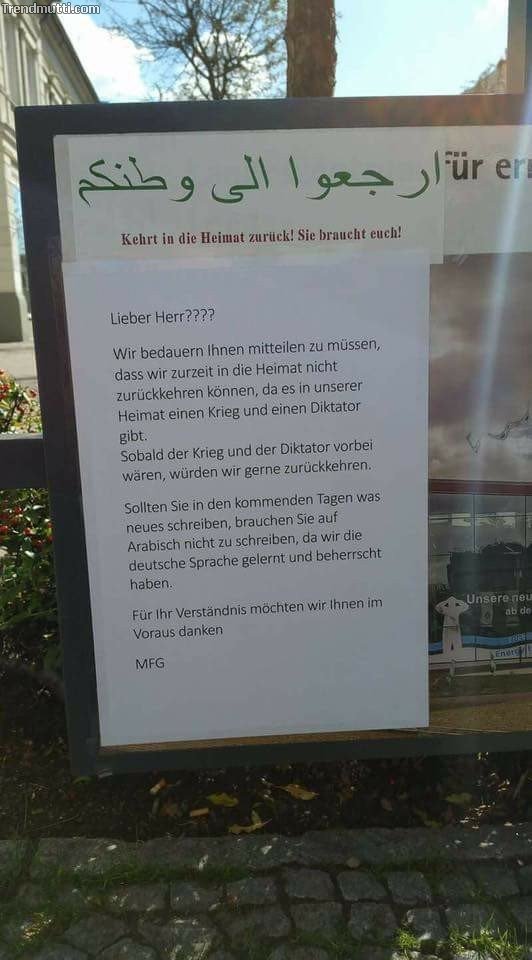 Trendmutti.com
ارجعوا الى وطنكم
für er
Kehrt in die Heimat zurück! Sie braucht euch!
Lieber Herr????
Wir bedauern Ihnen mitteilen zu müssen,
dass wir zurzeit in die Heimat nicht
zurückkehren können, da es in unserer
Heimat einen Krieg und einen Diktator
gibt.
Sobald der Krieg und der Diktator vorbei
wären, würden wir gerne zurückkehren.
Sollten Sie in den kommenden Tagen was
neues schreiben, brauchen Sie auf
Arabisch nicht zu schreiben, da wir die
deutsche Sprache gelernt und beherrscht
haben.
Für Ihr Verständnis möchten wir Ihnen im
Voraus danken
MFG
Unsere neu
ab de
Energy